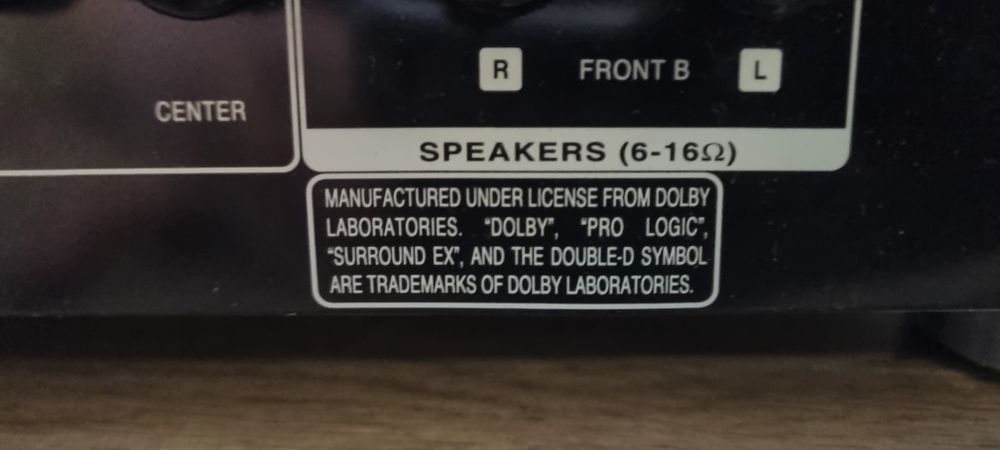 R FRONT B L
CENTER
SPEAKERS (6-16Ω)
MANUFACTURED UNDER LICENSE FROM DOLBY
LABORATORIES. "DOLBY", "PRO LOGIC",
"SURROUND EX", AND THE DOUBLE-D SYMBOL
ARE TRADEMARKS OF DOLBY LABORATORIES.